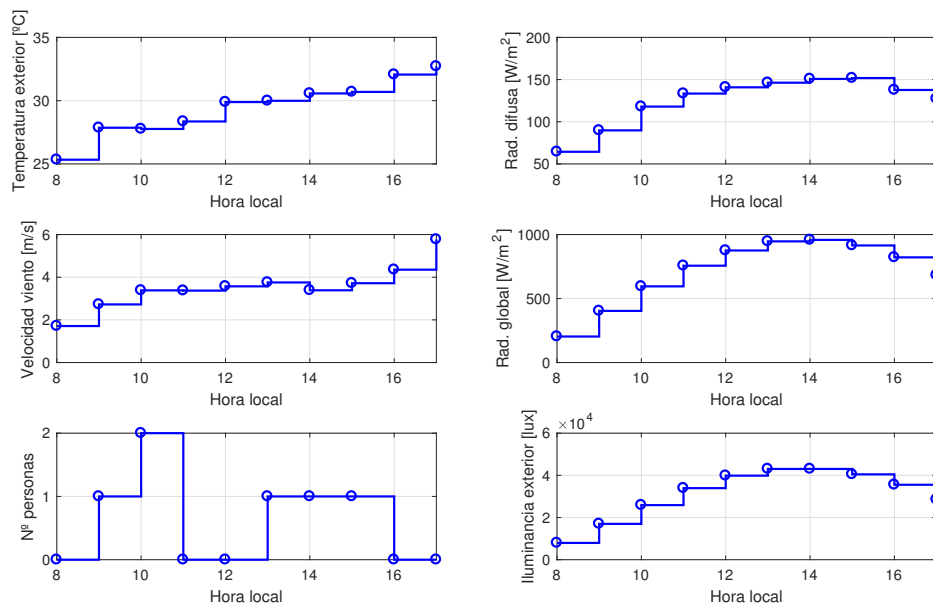 Temperatura exterior [ºC]
35
30
25
8 10 12 14 16
Hora local
Rad. difusa [W/m²]
200
150
100
50
8 10 12 14 16
Hora local
Velocidad viento [m/s]
6
4
2
0
8 10 12 14 16
Hora local
Rad. global [W/m²]
1000
500
0
8 10 12 14 16
Hora local
Nº personas
2
1
0
8 10 12 14 16
Hora local
Iluminancia exterior [lux]
×10⁴
6
4
2
0
8 10 12 14 16
Hora local